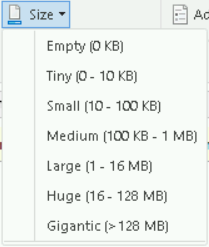 Size
Ad
Empty (0 KB)
Tiny (0 - 10 KB)
Small (10 - 100 KB)
Medium (100 KB - 1 MB)
Large (1 - 16 MB)
Huge (16 - 128 MB)
Gigantic (>128 MB)